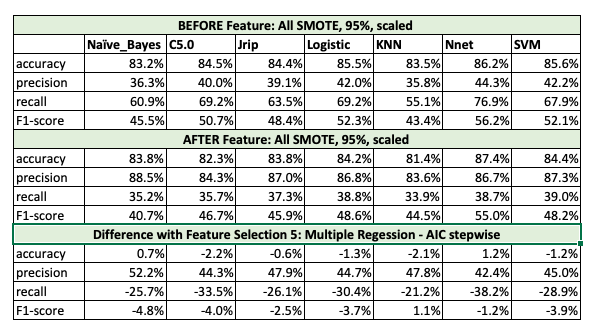 BEFORE Feature: All SMOTE, 95%, scaled
Naïve_Bayes C5.0 Jrip Logistic KNN Nnet SVM
accuracy 83.2% 84.5% 84.4% 85.5% 83.5% 86.2% 85.6%
precision 36.3% 40.0% 39.1% 42.0% 35.8% 44.3% 42.2%
recall 60.9% 69.2% 63.5% 69.2% 55.1% 76.9% 67.9%
F1-score 45.5% 50.7% 48.4% 52.3% 43.4% 56.2% 52.1%
AFTER Feature: All SMOTE, 95%, scaled
accuracy 83.8% 82.3% 83.8% 84.2% 81.4% 87.4% 84.4%
precision 88.5% 84.3% 87.0% 86.8% 83.6% 86.7% 87.3%
recall 35.2% 35.7% 37.3% 38.8% 33.9% 38.7% 39.0%
F1-score 40.7% 46.7% 45.9% 48.6% 44.5% 55.0% 48.2%
Difference with Feature Selection 5: Multiple Regression - AIC stepwise
accuracy 0.7% -2.2% -0.6% -1.3% -2.1% 1.2% -1.2%
precision 52.2% 44.3% 47.9% 44.7% 47.8% 42.4% 45.0%
recall -25.7% -33.5% -26.1% -30.4% -21.2% -38.2% -28.9%
F1-score -4.8% -4.0% -2.5% -3.7% 1.1% -1.2% -3.9%